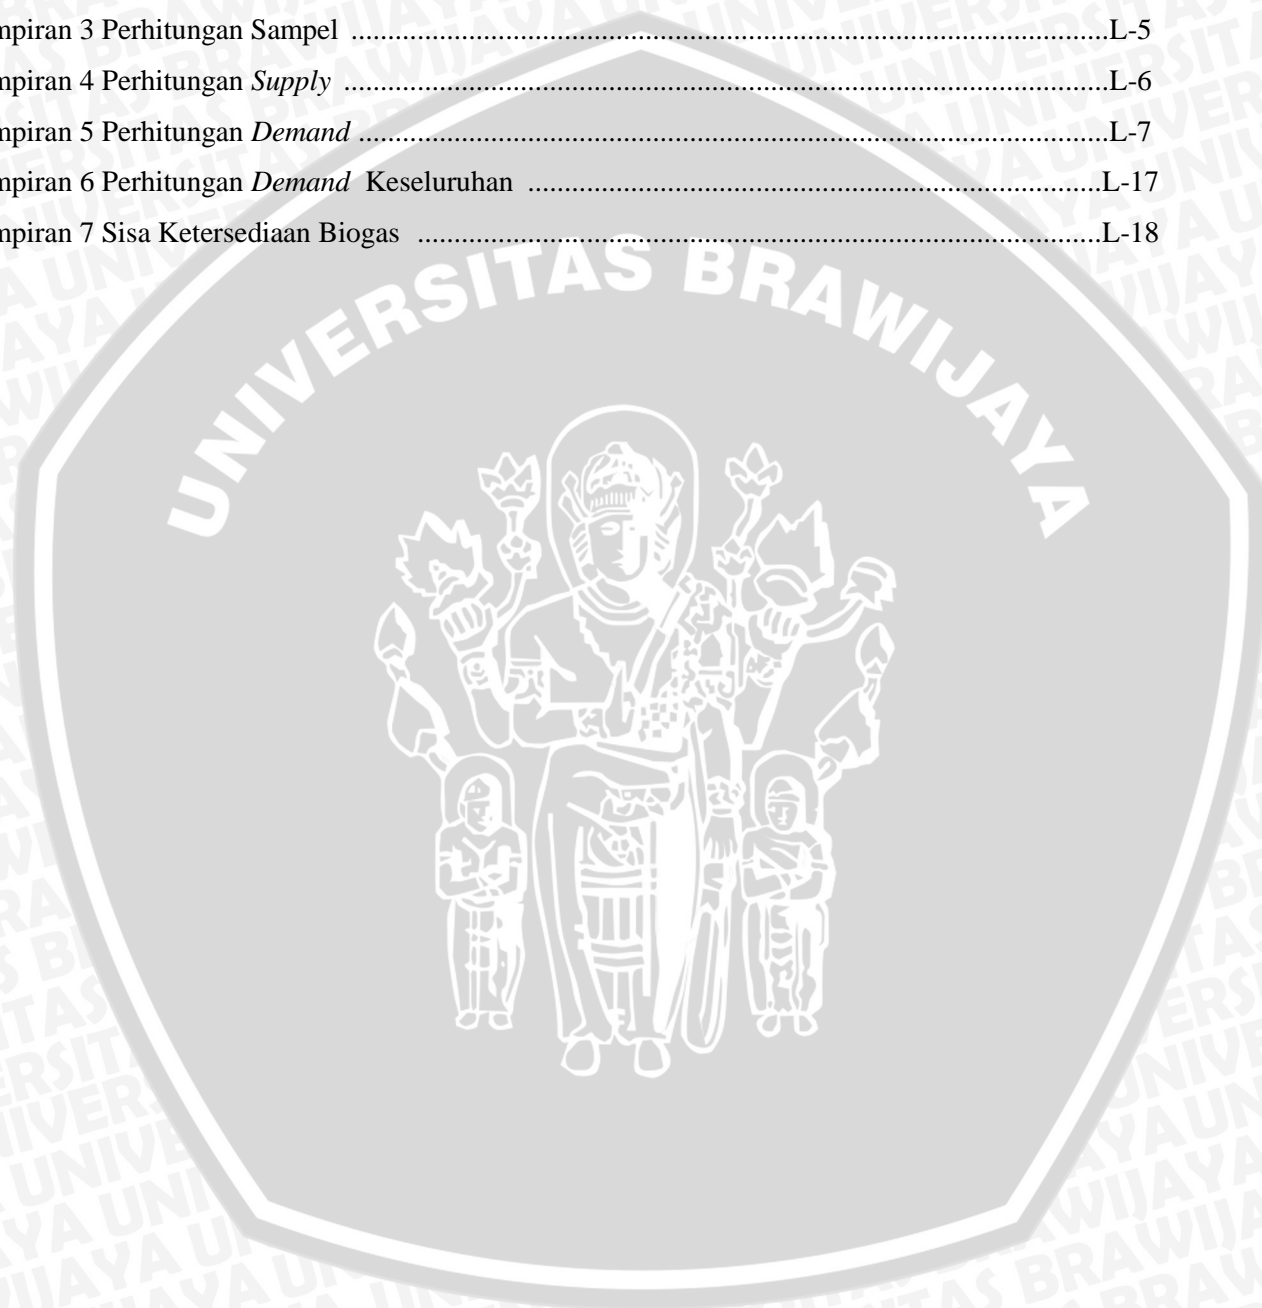 mpiran 3 Perhitungan Sampel ........................................................................................................L-5
mpiran 4 Perhitungan Supply .........................................................................................................L-6
mpiran 5 Perhitungan Demand .......................................................................................................L-7
mpiran 6 Perhitungan Demand Keseluruhan ...............................................................................L-17
mpiran 7 Sisa Ketersediaan Biogas ..............................................................................................L-18
UNIVERSITAS BRAWIJAYA